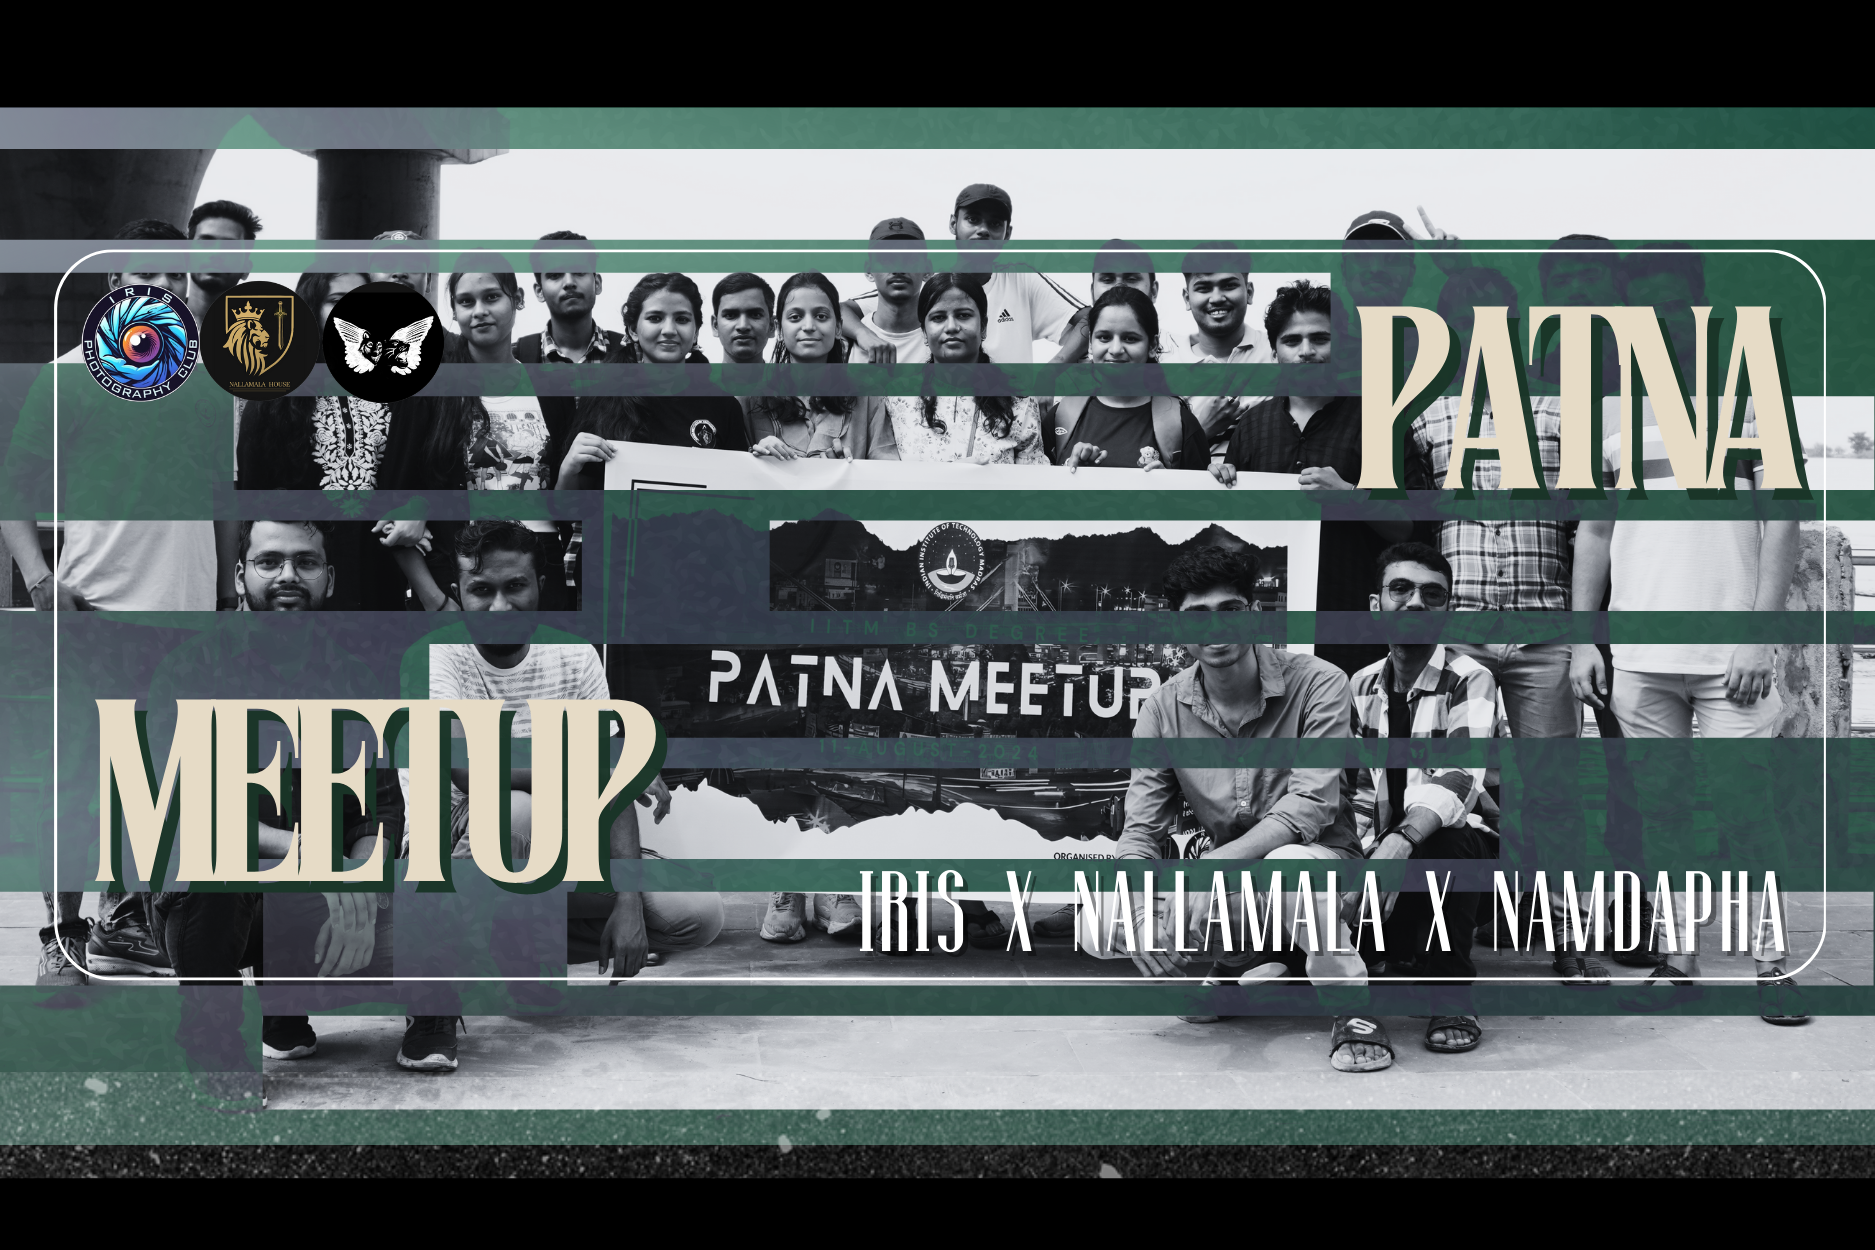 IRIS
PHOTOGRAPHY CLUB
NALLAMALA HOUSE
PATNA
adidas
INDIAN INSTITUTE OF TECHNOLOGY MADRAS
IITM BS DEGREE
PATNA MEETUP
11-AUGUST-2024
ORGANISED BY
MEETUP
IRIS X NALLAMALA X NAMDAPHA